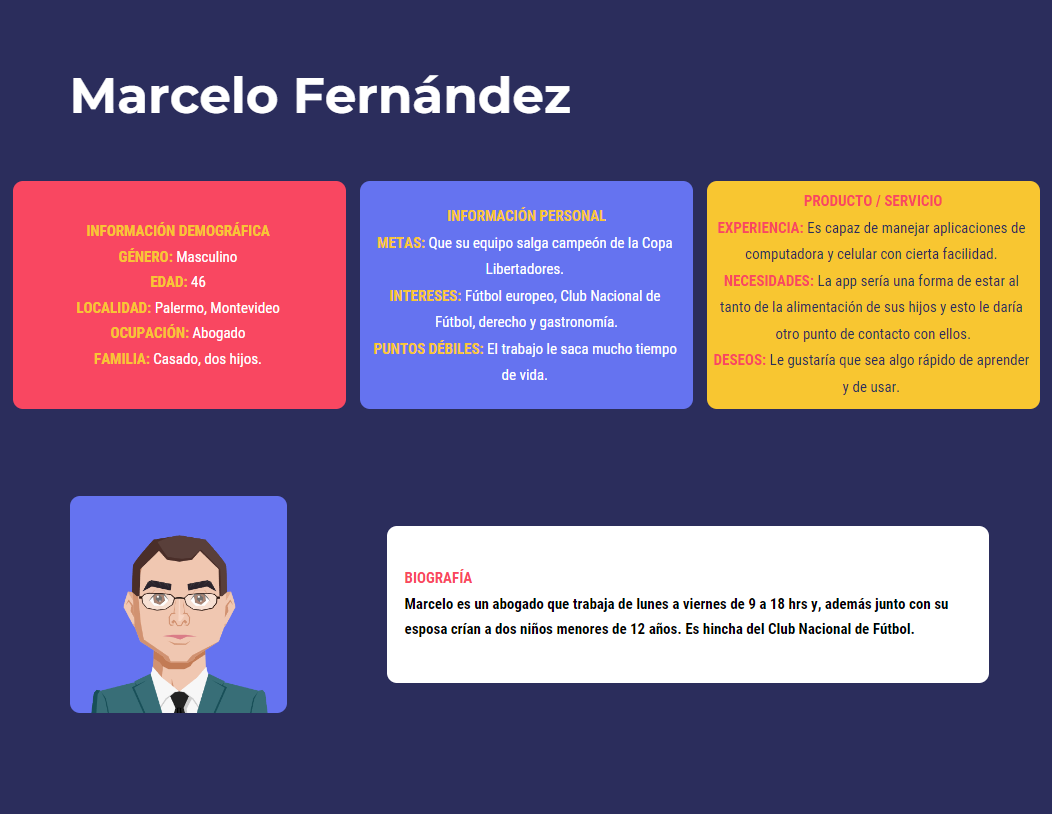 Marcelo Fernández
INFORMACIÓN DEMOGRÁFICA
GÉNERO: Masculino
EDAD: 46
LOCALIDAD: Palermo, Montevideo
OCUPACIÓN: Abogado
FAMILIA: Casado, dos hijos.
INFORMACIÓN PERSONAL
METAS: Que su equipo salga campeón de la Copa
Libertadores.
INTERESES: Fútbol europeo, Club Nacional de
Fútbol, derecho y gastronomía.
PUNTOS DÉBILES: El trabajo le saca mucho tiempo
de vida.
PRODUCTO / SERVICIO
EXPERIENCIA: Es capaz de manejar aplicaciones de
computadora y celular con cierta facilidad.
NECESIDADES: La app sería una forma de estar al
tanto de la alimentación de sus hijos y esto le daría
otro punto de contacto con ellos.
DESEOS: Le gustaría que sea algo rápido de aprender
y de usar.
BIOGRAFÍA
Marcelo es un abogado que trabaja de lunes a viernes de 9 a 18 hrs y, además junto con su
esposa crían a dos niños menores de 12 años. Es hincha del Club Nacional de Fútbol.